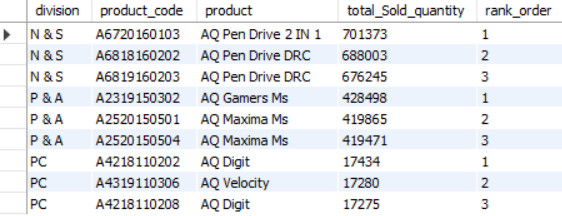 division product_code product total_Sold_quantity rank_order
N & S A6720160103 AQ Pen Drive 2 IN 1 701373 1
N & S A6818160202 AQ Pen Drive DRC 688003 2
N & S A6819160203 AQ Pen Drive DRC 676245 3
P & A A2319150302 AQ Gamers Ms 428498 1
P & A A2520150501 AQ Maxima Ms 419865 2
P & A A2520150504 AQ Maxima Ms 419471 3
PC A4218110202 AQ Digit 17434 1
PC A4319110306 AQ Velocity 17280 2
PC A4218110208 AQ Digit 17275 3